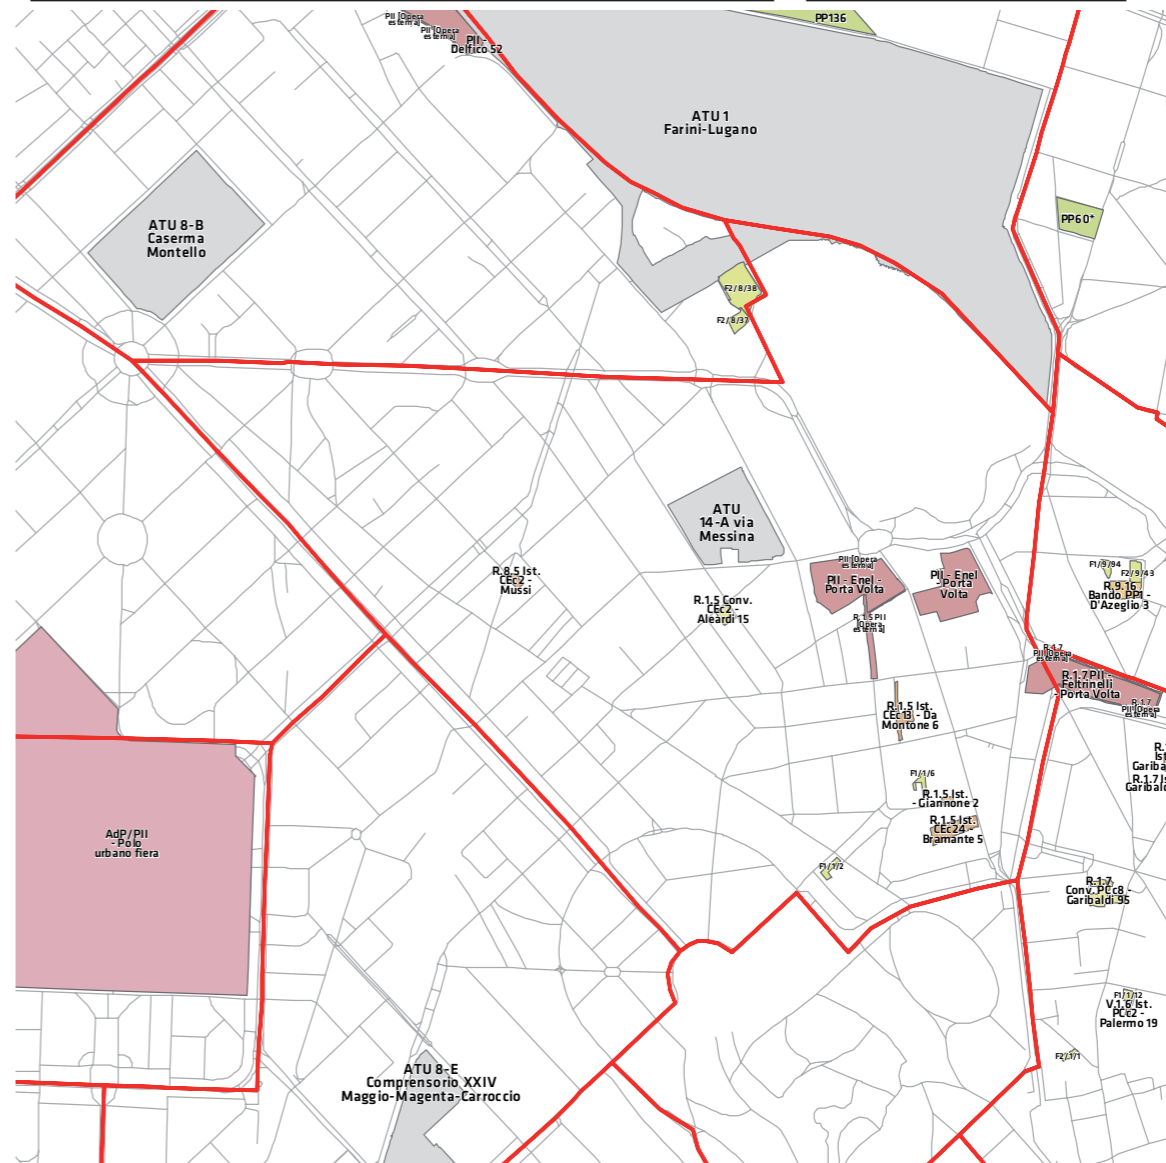 PII [Opera
esterna]
PII [Opera
esterna]
PII -
Delfico 52
PP136
ATU 1
Farini-Lugano
PP60*
ATU 8-B
Caserma
Montello
F2/8/38
F2/8/37
ATU
14-A via
Messina
R.8.5 Ist.
CEc2 -
Mussi
R.1.5 Conv.
CEc2 -
Aleardi 15
PII [Opera
esterna]
PII - Enel -
Porta Volta
PII - Enel
- Porta
Volta
R.1.5 PII
[Opera
esterna]
F1/9/94
F2/9/43
R.9.16
Bando PP1 -
D'Azeglio 3
R.1.7
PII [Opera
esterna]
R.1.7 PII -
Feltrinelli
- Porta Volta
R.1.7
PII [Opera
esterna]
R.1.5 Ist.
CEc13 - Da
Montone 6
Ist
Gariba
R.1.7 Is
Garibald
F1/1/6
R.1.5 Ist.
- Giannone 2
R.1.5 Ist.
CEc24 -
Bramante 5
AdP/PII
- Polo
urbano fiera
F1/1/2
R.1.7
Conv. PCc8 -
Garibaldi 95
F1/1/12
V.1.6 Ist.
PCc2 -
Palermo 19
F2/1/1
ATU 8-E
Comprensorio XXIV
Maggio-Magenta-Carroccio